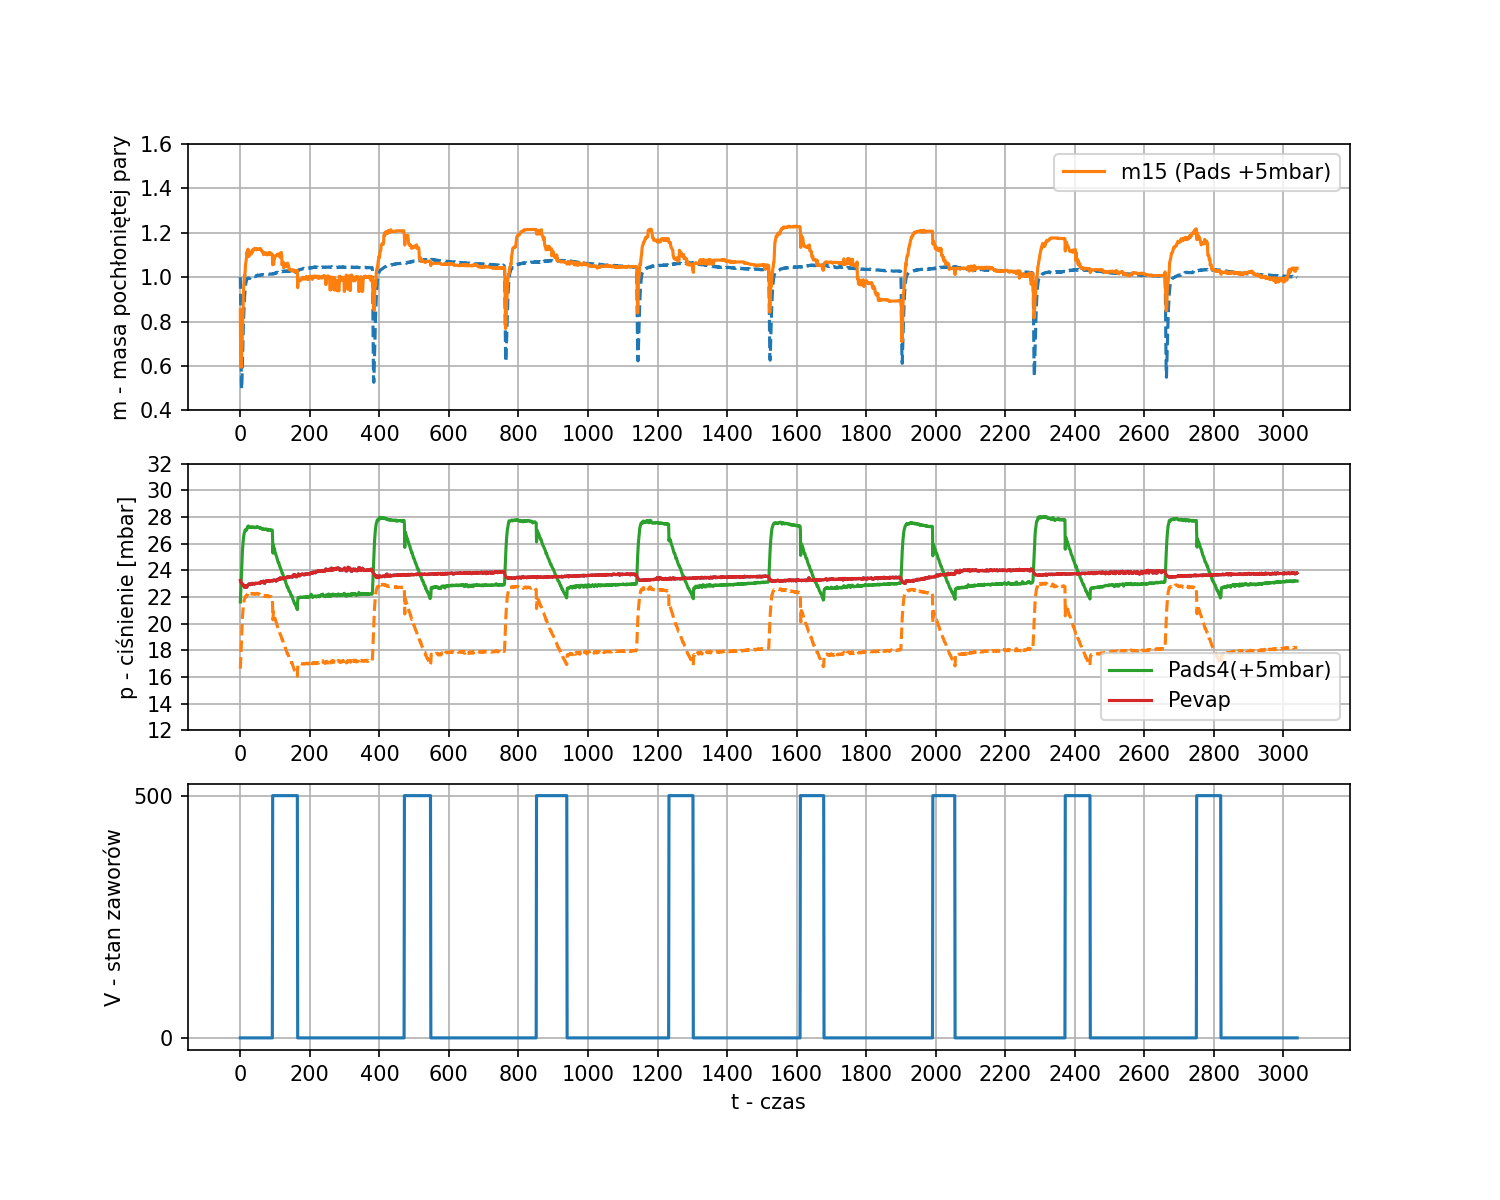 m - masa pochłoniętej pary
1.6
1.4
1.2
1.0
0.8
0.6
0.4
m15 (Pads +5mbar)
0 200 400 600 800 1000 1200 1400 1600 1800 2000 2200 2400 2600 2800 3000
p - ciśnienie [mbar]
32
30
28
26
24
22
20
18
16
14
12
Pads4(+5mbar)
Pevap
0 200 400 600 800 1000 1200 1400 1600 1800 2000 2200 2400 2600 2800 3000
V - stan zaworów
500
0
0 200 400 600 800 1000 1200 1400 1600 1800 2000 2200 2400 2600 2800 3000
t - czas